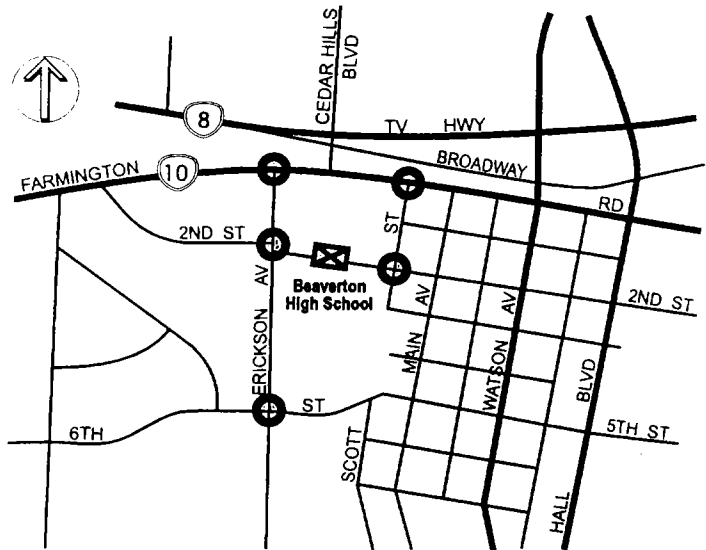 CEDAR HILLS
BLVD
8
TV HWY
BROADWAY
FARMINGTON
10
RD
2ND ST
ST
AV
Beaverton
High School
AV
AV
2ND ST
ERICKSON
MAIN
WATSON
BLVD
ST
5TH ST
6TH
SCOTT
HALL